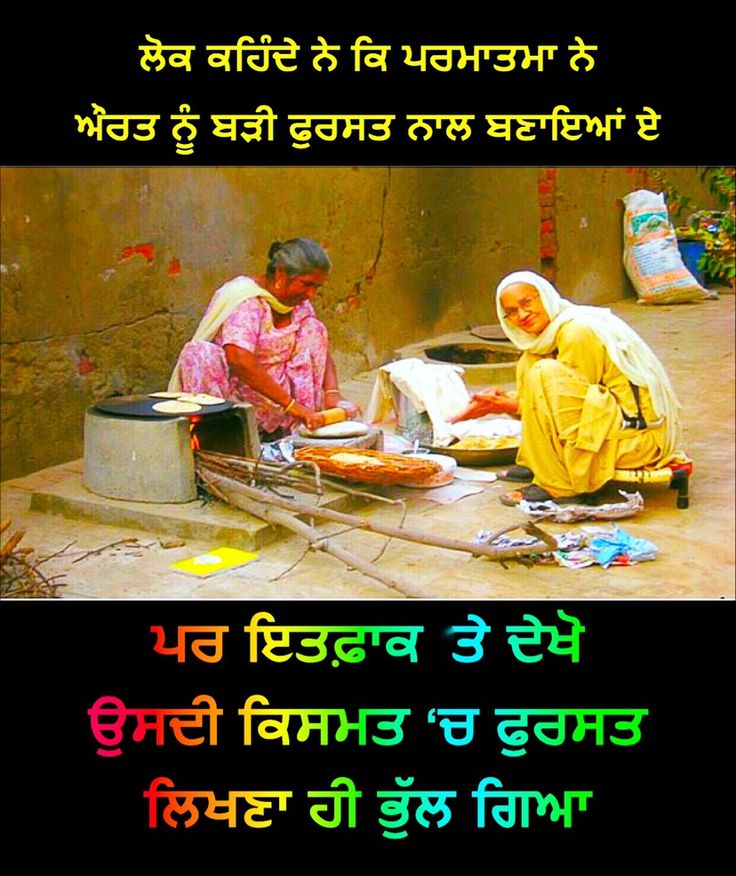 ਲੋਕ ਕਹਿੰਦੇ ਨੇ ਕਿ ਪਰਮਾਤਮਾ ਨੇ
ਔਰਤ ਨੂੰ ਬੜੀ ਫੁਰਸਤ ਨਾਲ ਬਣਾਇਆਂ ਏ
ਪਰ ਇਤਫ਼ਾਕ ਤੇ ਦੇਖੋ
ਉਸਦੀ ਕਿਸਮਤ ‘ਚ ਫੁਰਸਤ
ਲਿਖਣਾ ਹੀ ਭੁੱਲ ਗਿਆ